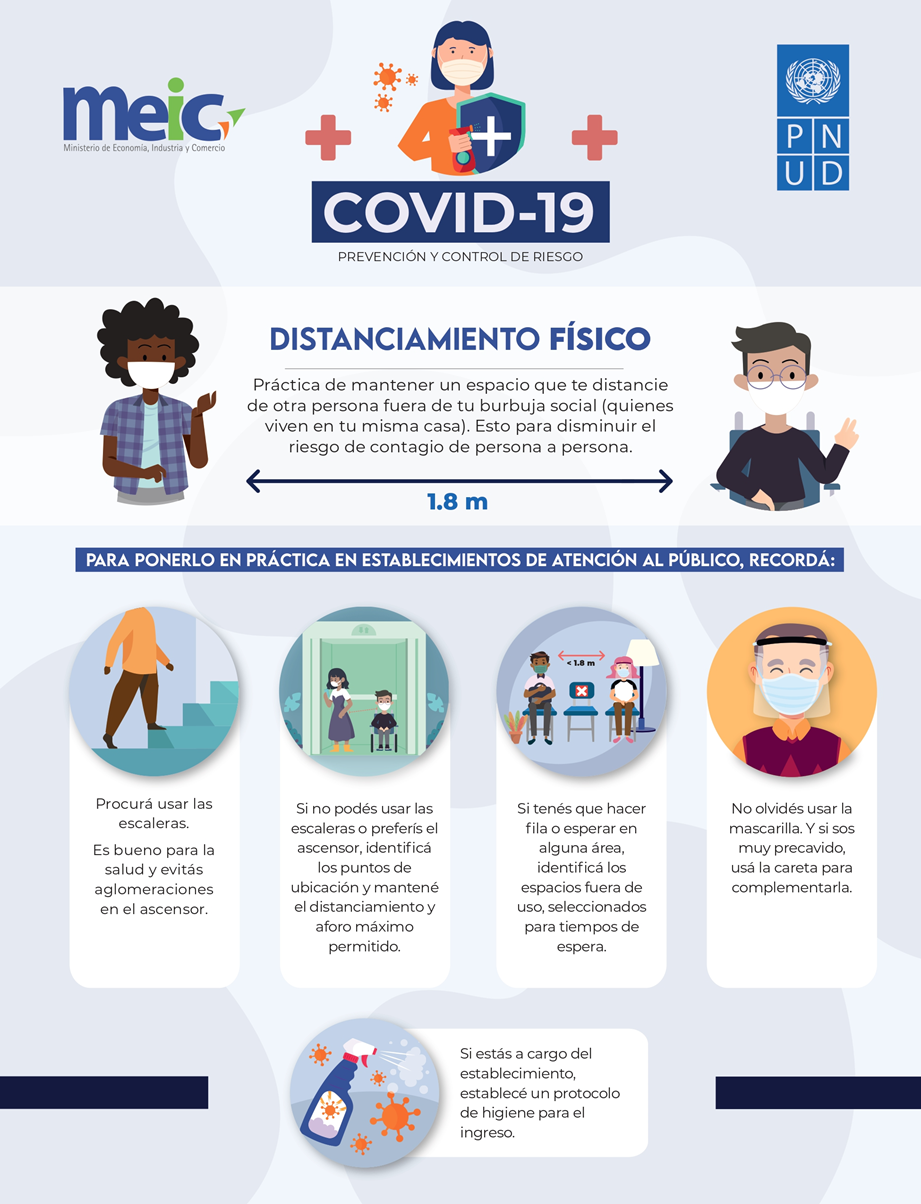 meic
Ministerio de Economía, Industria y Comercio
P N
U D
COVID-19
PREVENCIÓN Y CONTROL DE RIESGO
DISTANCIAMIENTO FÍSICO
Práctica de mantener un espacio que te distancie
de otra persona fuera de tu burbuja social (quienes
viven en tu misma casa). Esto para disminuir el
riesgo de contagio de persona a persona.
1.8 m
PARA PONERLO EN PRÁCTICA EN ESTABLECIMIENTOS DE ATENCIÓN AL PÚBLICO, RECORDÁ:
Procurá usar las
escaleras.
Es bueno para la
salud y evitás
aglomeraciones
en el ascensor.
Si no podés usar las
escaleras o preferís el
ascensor, identificá
los puntos de
ubicación y mantené
el distanciamiento y
aforo máximo
permitido.
< 1.8 m
Si tenés que hacer
fila o esperar en
alguna área,
identificá los
espacios fuera de
uso, seleccionados
para tiempos de
espera.
No olvidés usar la
mascarilla. Y si sos
muy precavido,
usá la careta para
complementarla.
Si estás a cargo del
establecimiento,
establecé un protocolo
de higiene para el
ingreso.